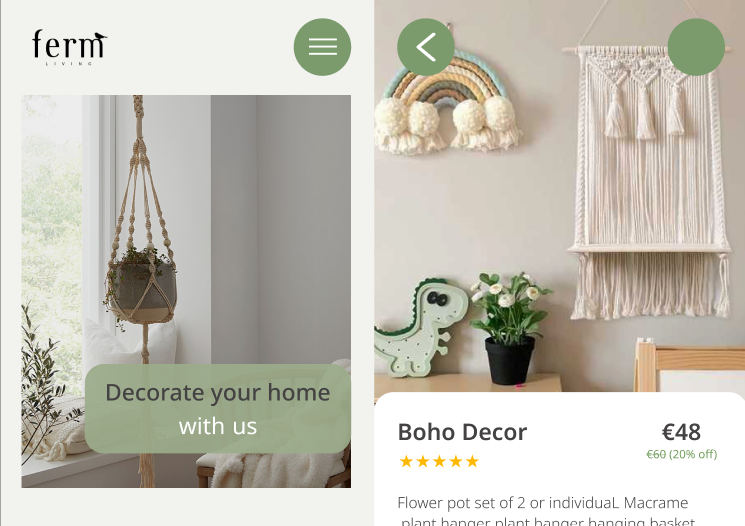 ferm
LIVING
Decorate your home
with us
Boho Decor
€48
★★★★★
€60 (20% off)
Flower pot set of 2 or individual. Macrame
plant hanger plant hanger hanging basket